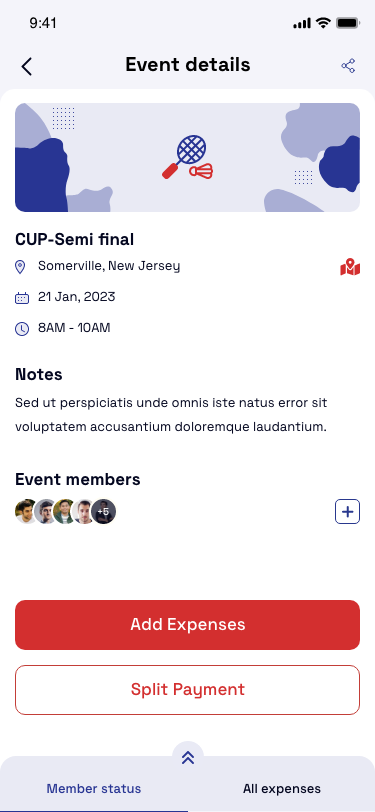 9:41
Event details
CUP-Semi final
Somerville, New Jersey
21 Jan, 2023
8AM - 10AM
Notes
Sed ut perspiciatis unde omnis iste natus error sit
voluptatem accusantium doloremque laudantium.
Event members
+5
Add Expenses
Split Payment
Member status
All expenses